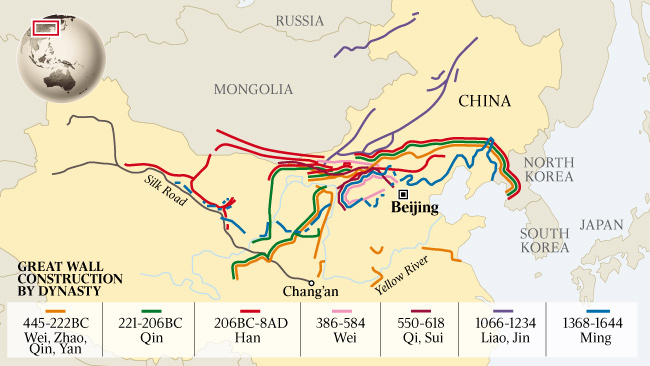 RUSSIA
MONGOLIA
CHINA
NORTH
KOREA
Silk Road
Beijing
JAPAN
SOUTH
KOREA
GREAT WALL
CONSTRUCTION
BY DYNASTY
Chang'an
Yellow River
445-222BC
Wei, Zhao,
Qin, Yan
221-206BC
Qin
206BC-8AD
Han
386-584
Wei
550-618
Qi, Sui
1066-1234
Liao, Jin
1368-1644
Ming